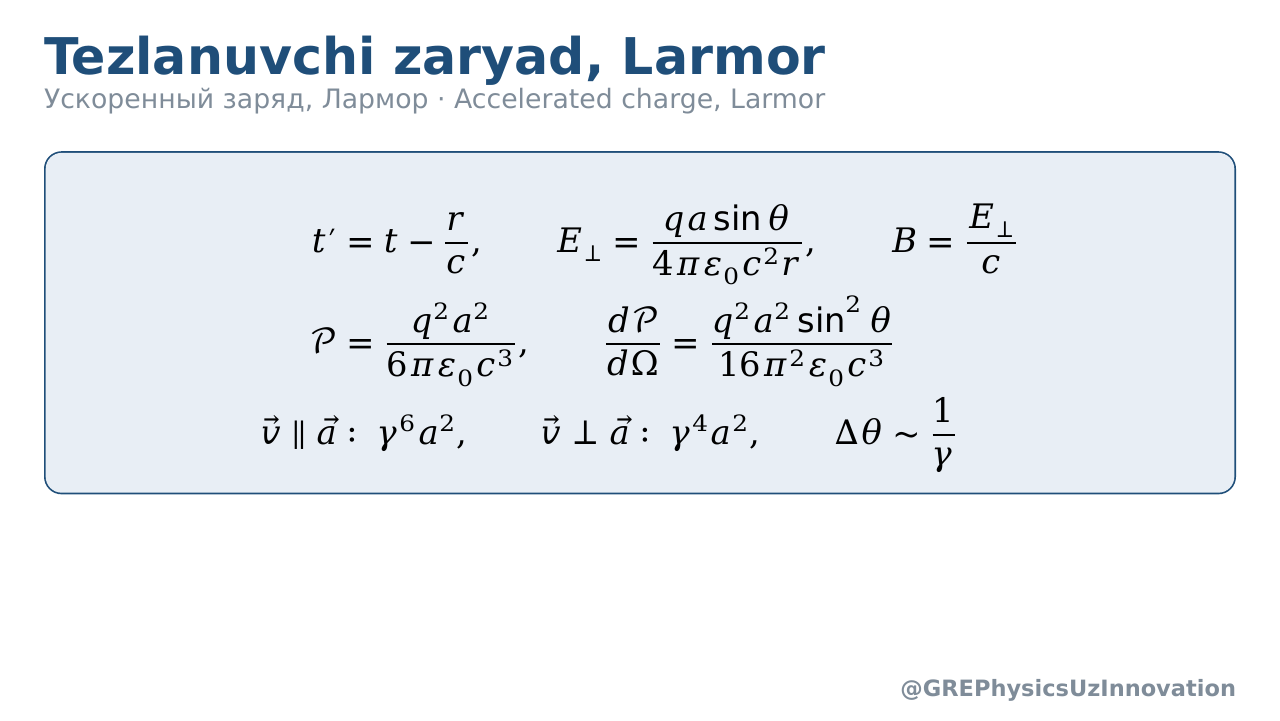 Tezlanuvchi zaryad, Larmor
Ускоренный заряд, Лармор · Accelerated charge, Larmor
t′ = t − r/c, E⊥ = qa sin θ / 4πε₀c²r, B = E⊥/c
𝒫 = q²a² / 6πε₀c³, d𝒫/dΩ = q²a² sin² θ / 16π²ε₀c³
v⃗ ∥ a⃗ : γ⁶a², v⃗ ⊥ a⃗ : γ⁴a², Δθ ~ 1/γ
@GREPhysicsUzInnovation